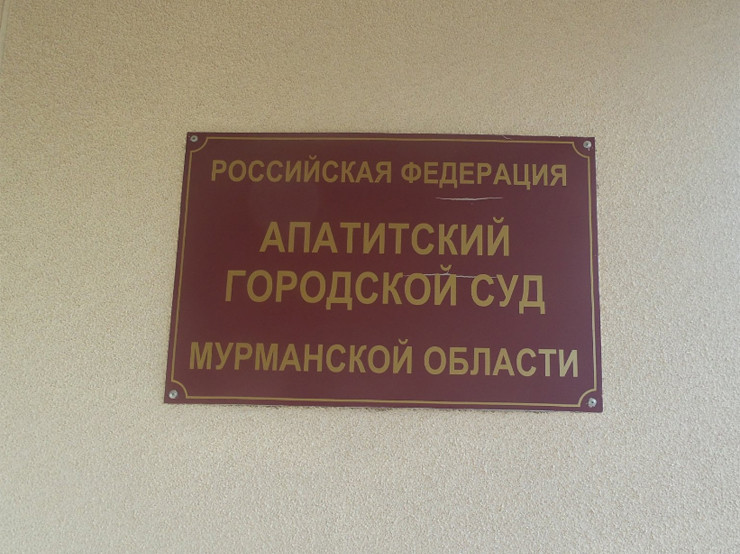 РОССИЙСКАЯ ФЕДЕРАЦИЯ
АПАТИТСКИЙ
ГОРОДСКОЙ СУД
МУРМАНСКОЙ ОБЛАСТИ